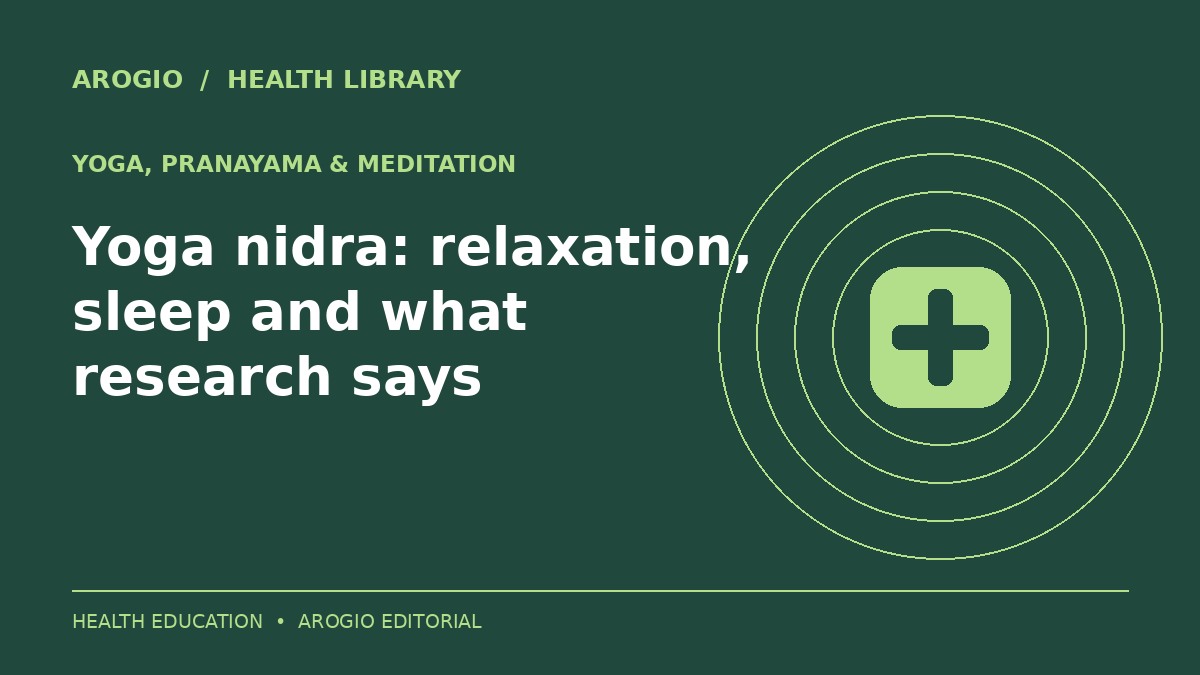 AROGIO / HEALTH LIBRARY
YOGA, PRANAYAMA & MEDITATION
Yoga nidra: relaxation,
sleep and what
research says
HEALTH EDUCATION • AROGIO EDITORIAL